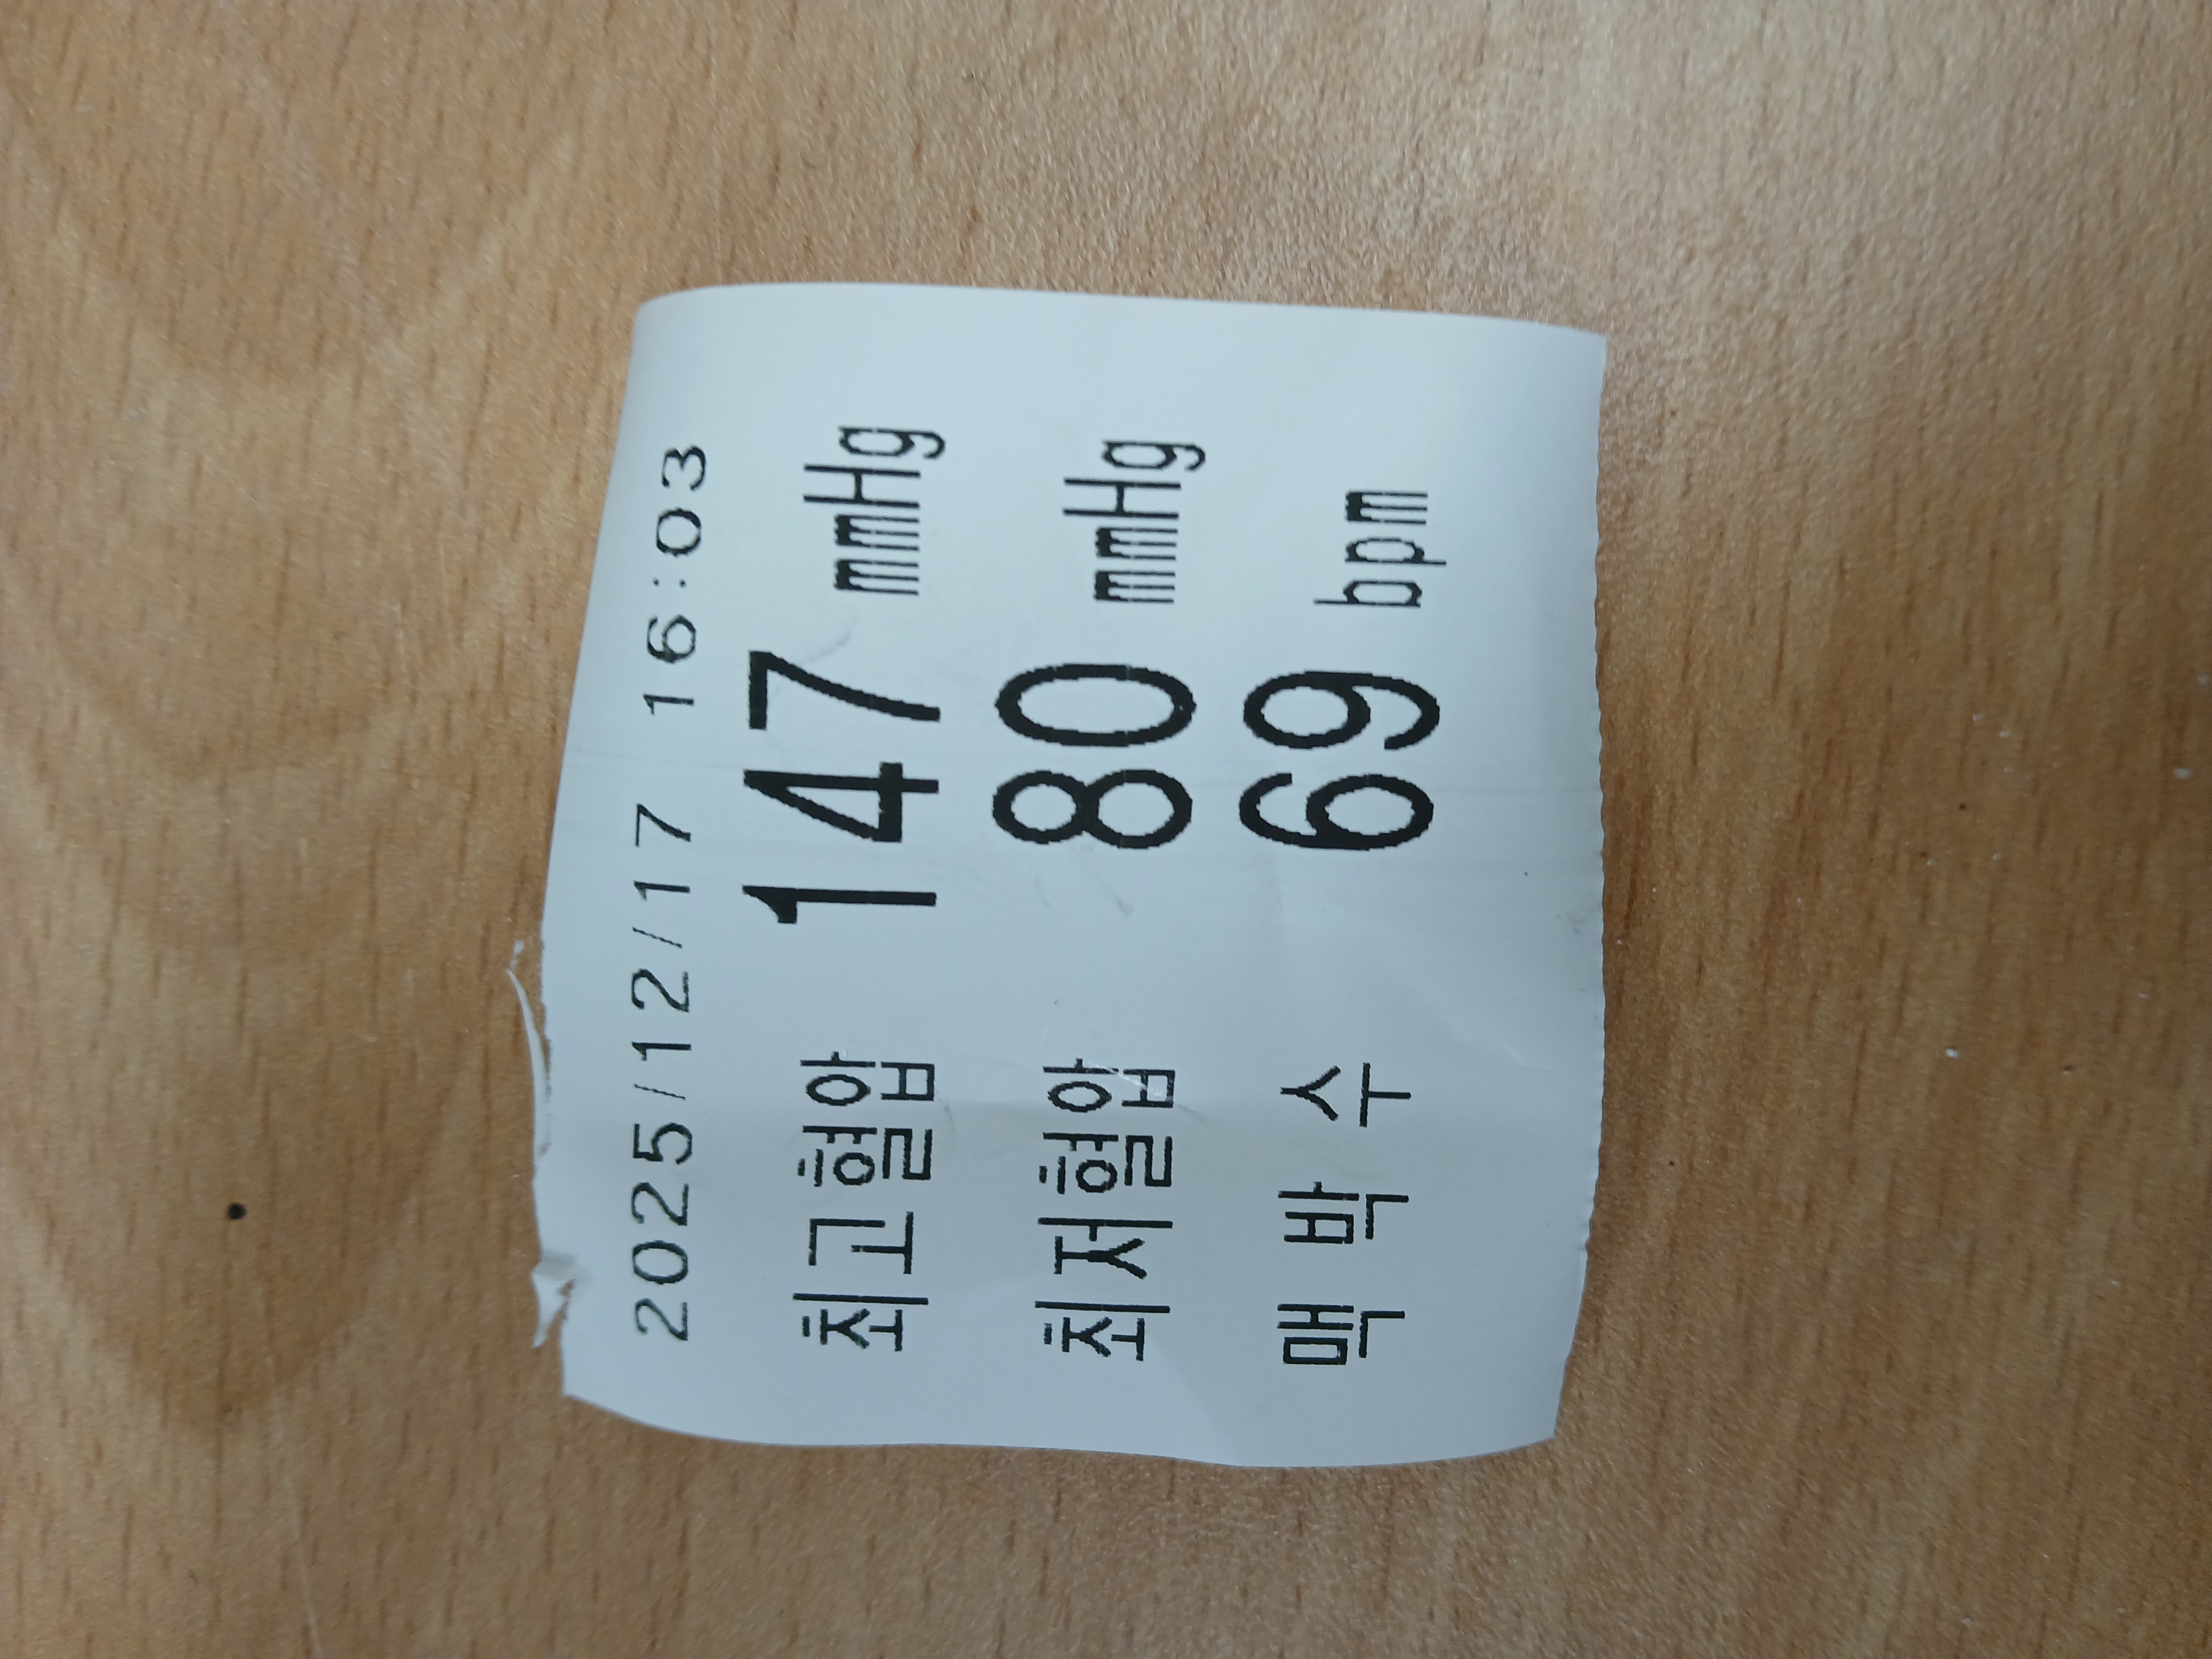 2025/12/17 16:03
최고혈압 147 mmHg
최저혈압 80 mmHg
맥 박 수 69 bpm